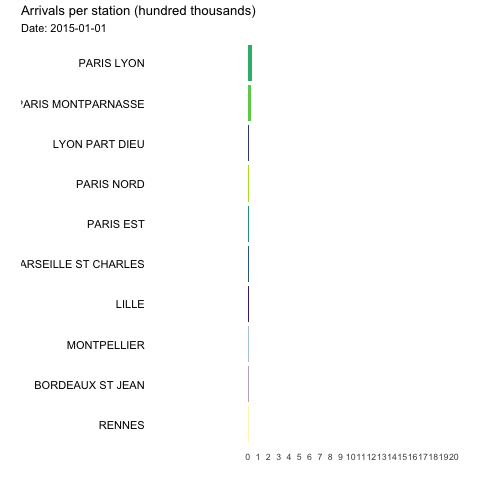 Arrivals per station (hundred thousands)
Date: 2015-01-01
PARIS LYON
PARIS MONTPARNASSE
LYON PART DIEU
PARIS NORD
PARIS EST
ARSEILLE ST CHARLES
LILLE
MONTPELLIER
BORDEAUX ST JEAN
RENNES
0 1 2 3 4 5 6 7 8 9 10 11 12 13 14 15 16 17 18 19 20